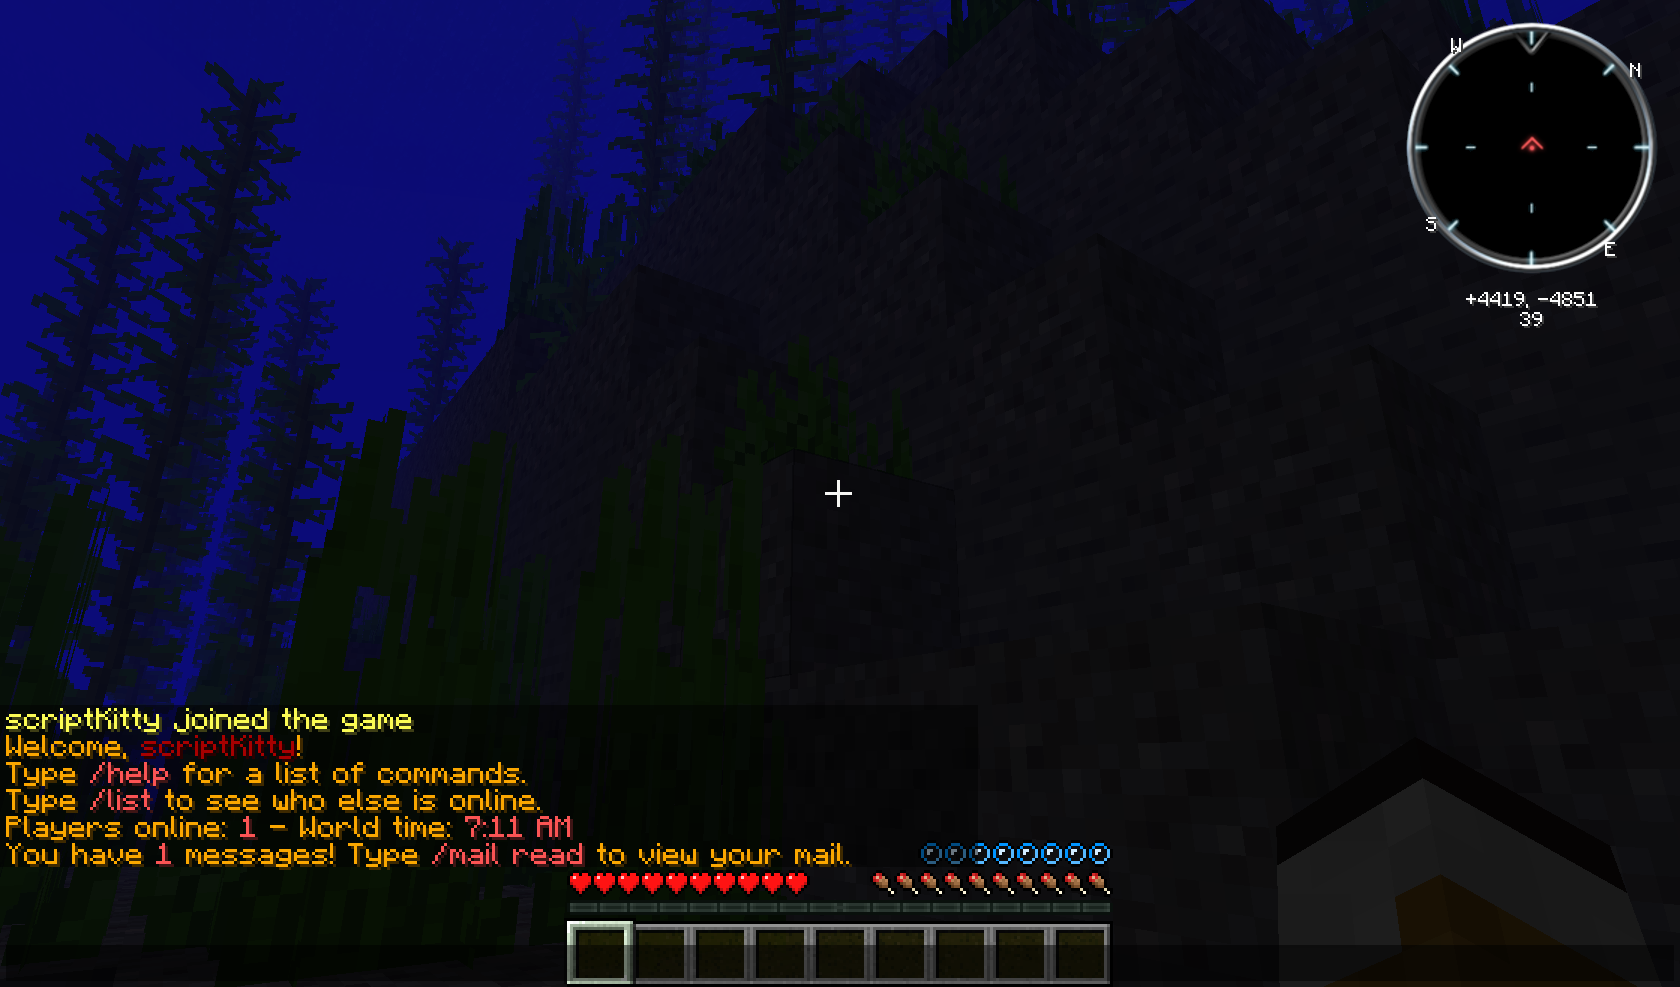 W
N
S
E
+4419, -4851
39
scriptKitty joined the game
Welcome, scriptKitty!
Type /help for a list of commands.
Type /list to see who else is online.
Players online: 1 - World time: 7:11 AM
You have 1 messages! Type /mail read to view your mail.